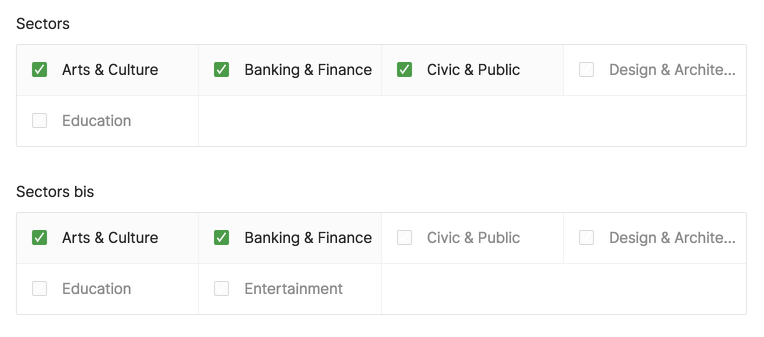 Sectors
Arts & Culture Banking & Finance Civic & Public Design & Archite...
Education
Sectors bis
Arts & Culture Banking & Finance Civic & Public Design & Archite...
Education Entertainment